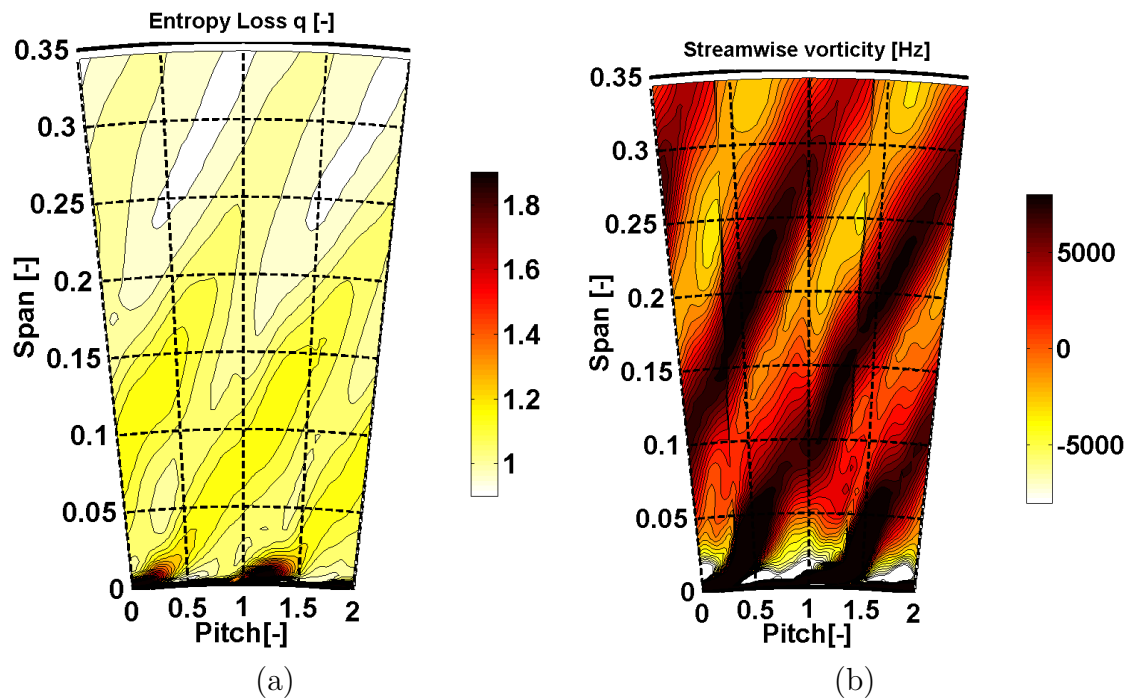 Entropy Loss q [-]
0.35
0.3
0.25
0.2
0.15
0.1
0.05
0
Span [-]
0 0.5 1 1.5 2
Pitch[-]
1.8
1.6
1.4
1.2
1
(a)
Streamwise vorticity [Hz]
0.35
0.3
0.25
0.2
0.15
0.1
0.05
0
Span [-]
0 0.5 1 1.5 2
Pitch[-]
5000
0
-5000
(b)